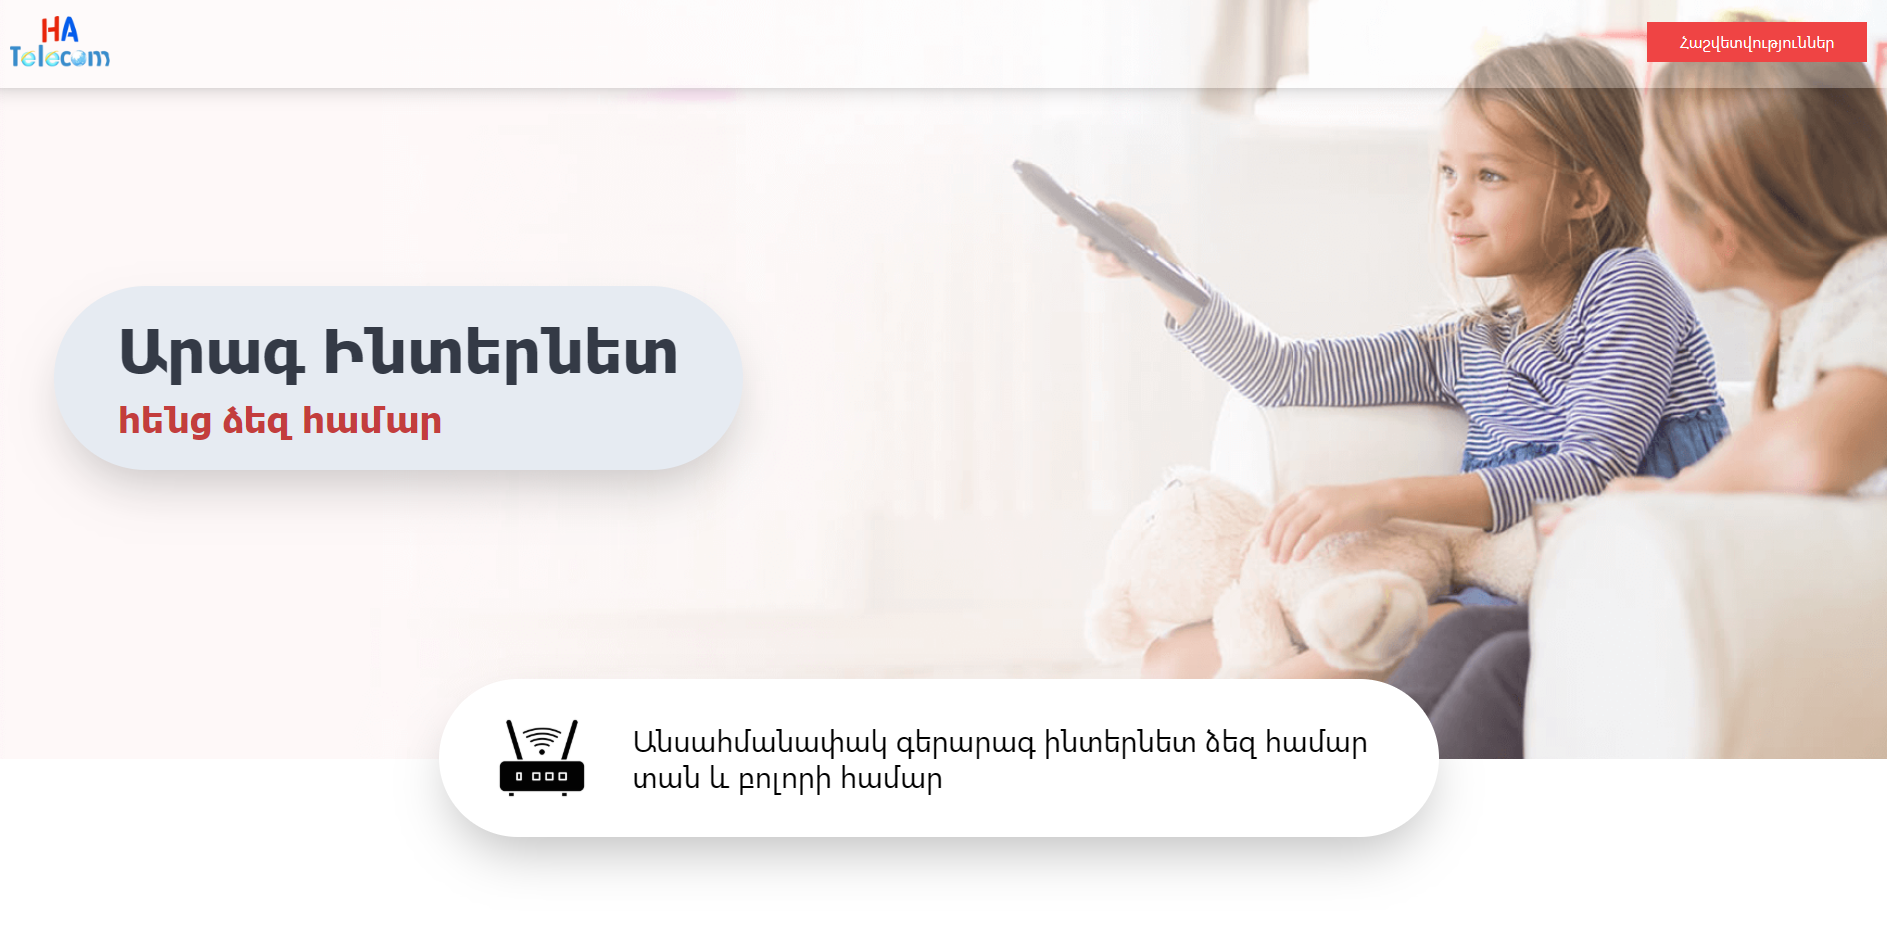 HA
Telecom
Հաշվետվություններ
Արագ Ինտերնետ
հենց ձեզ համար
Անսահմանափակ գերարագ ինտերնետ ձեզ համար
տան և բոլորի համար